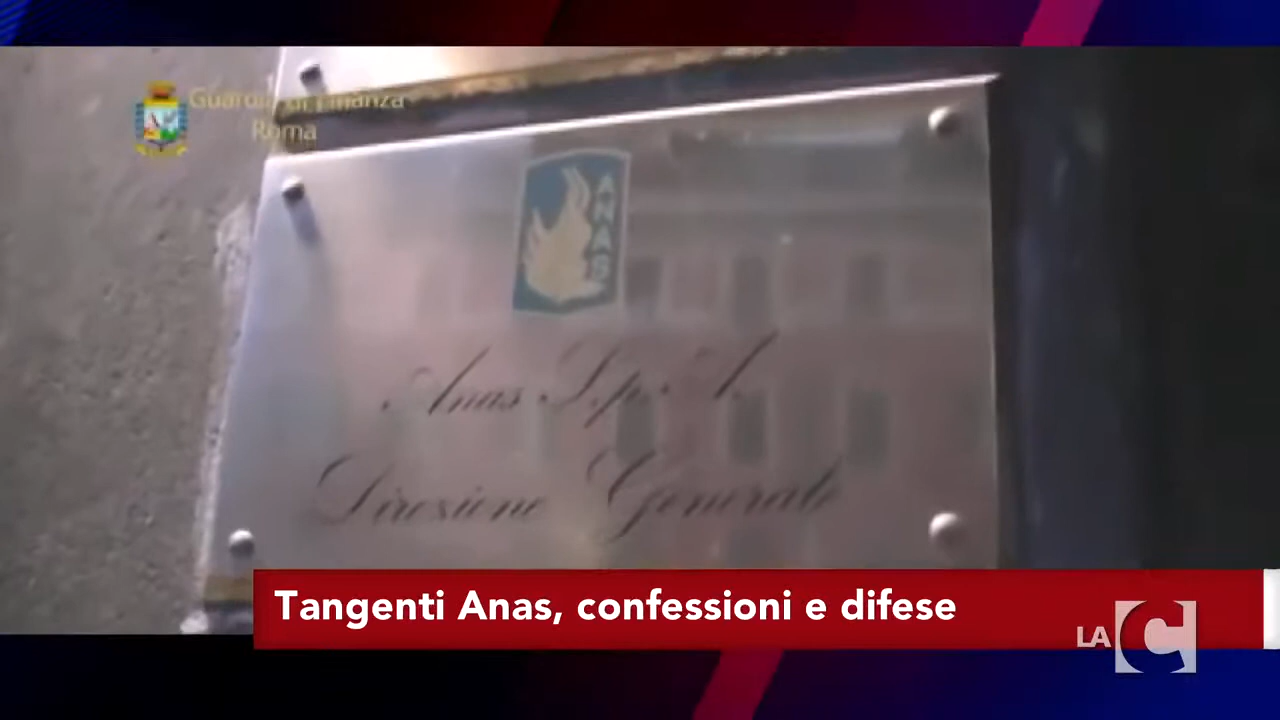 Guardia di Finanza
Roma
ANAS
Anas S.p.A.
Direzione Generale
Tangenti Anas, confessioni e difese
LA C